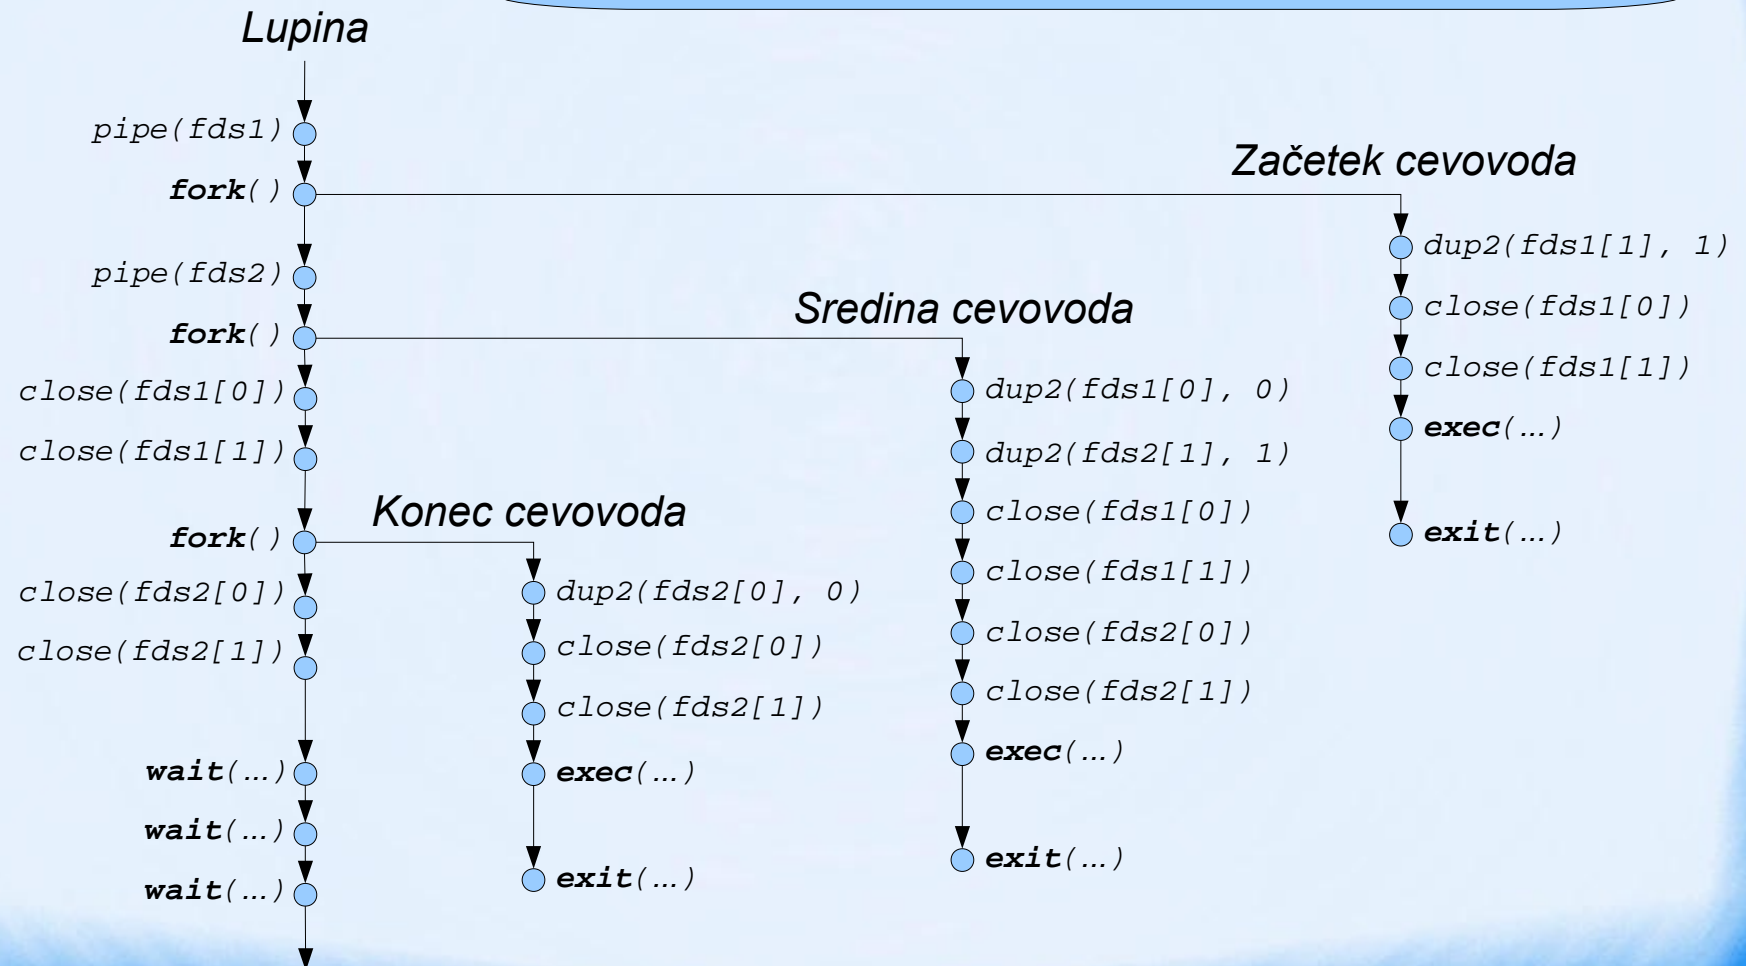 Lupina
pipe(fds1)
fork()
pipe(fds2)
fork()
close(fds1[0])
close(fds1[1])
fork()
close(fds2[0])
close(fds2[1])
wait(…)
wait(…)
wait(…)
Konec cevovoda
dup2(fds2[0], 0)
close(fds2[0])
close(fds2[1])
exec(…)
exit(…)
Sredina cevovoda
dup2(fds1[0], 0)
dup2(fds2[1], 1)
close(fds1[0])
close(fds1[1])
close(fds2[0])
close(fds2[1])
exec(…)
exit(…)
Začetek cevovoda
dup2(fds1[1], 1)
close(fds1[0])
close(fds1[1])
exec(…)
exit(…)